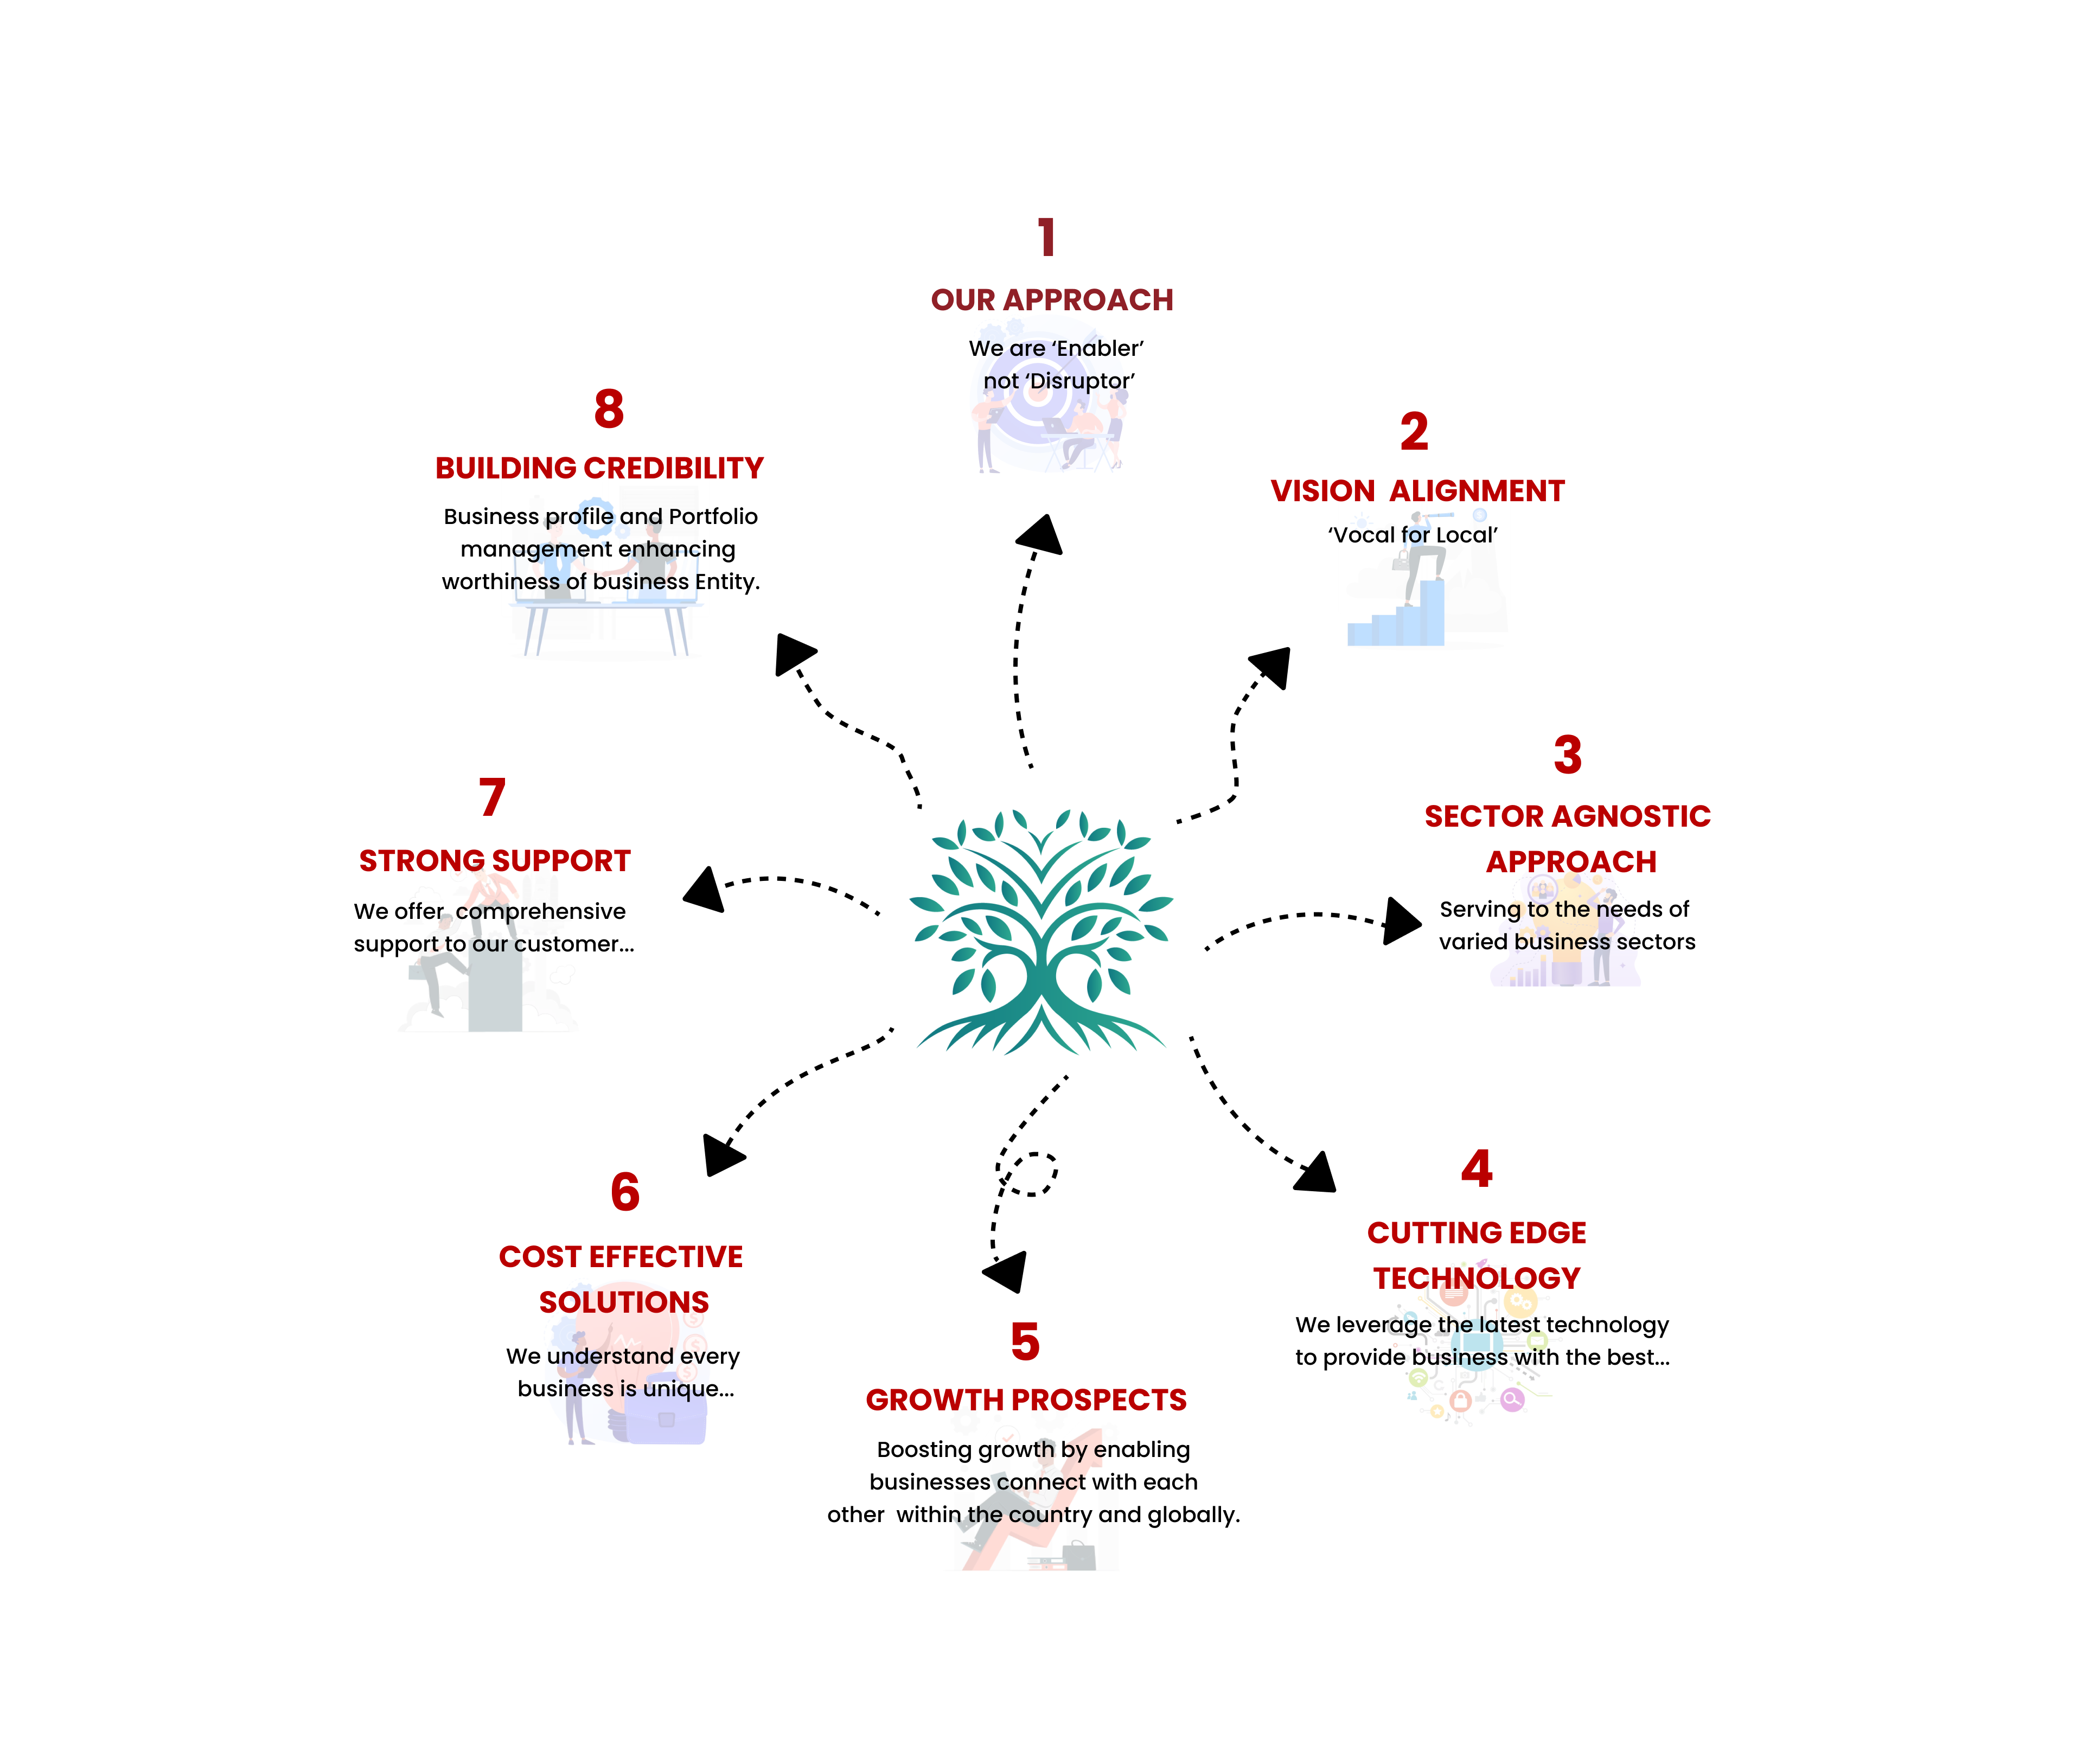 1
OUR APPROACH
We are ‘Enabler’
not ‘Disruptor’
2
VISION  ALIGNMENT
‘Vocal for Local’
3
SECTOR AGNOSTIC
APPROACH
Serving to the needs of
varied business sectors
4
CUTTING EDGE
TECHNOLOGY
We leverage the latest technology
to provide business with the best...
5
GROWTH PROSPECTS
Boosting growth by enabling
businesses connect with each
other  within the country and globally.
6
COST EFFECTIVE
SOLUTIONS
We understand every
business is unique...
7
STRONG SUPPORT
We offer  comprehensive
support to our customer...
8
BUILDING CREDIBILITY
Business profile and Portfolio
management enhancing
worthiness of business Entity.